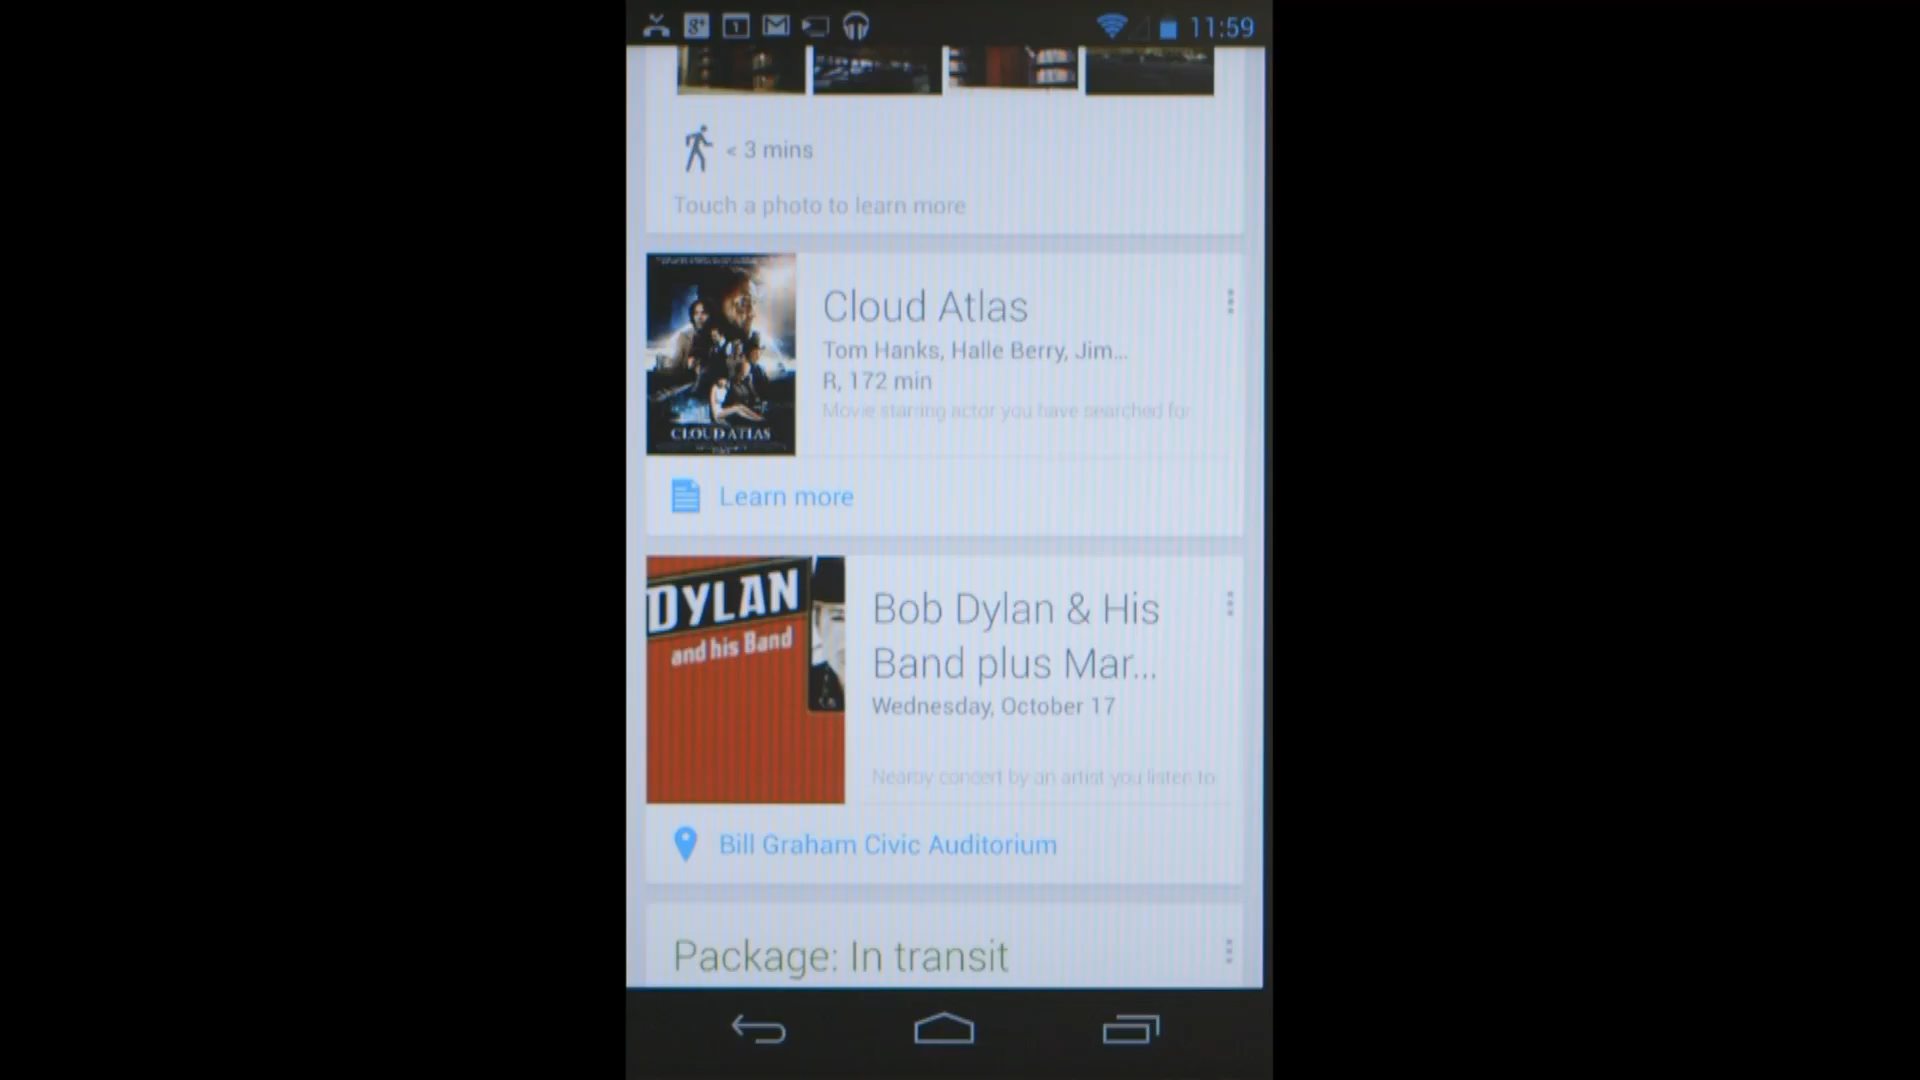 11:59
< 3 mins
Touch a photo to learn more
Cloud Atlas
Tom Hanks, Halle Berry, Jim...
R, 172 min
Movie starring actor you have searched for
CLOUD ATLAS
Learn more
DYLAN
and his Band
Bob Dylan & His
Band plus Mar...
Wednesday, October 17
Nearby concert by an artist you listen to
Bill Graham Civic Auditorium
Package: In transit